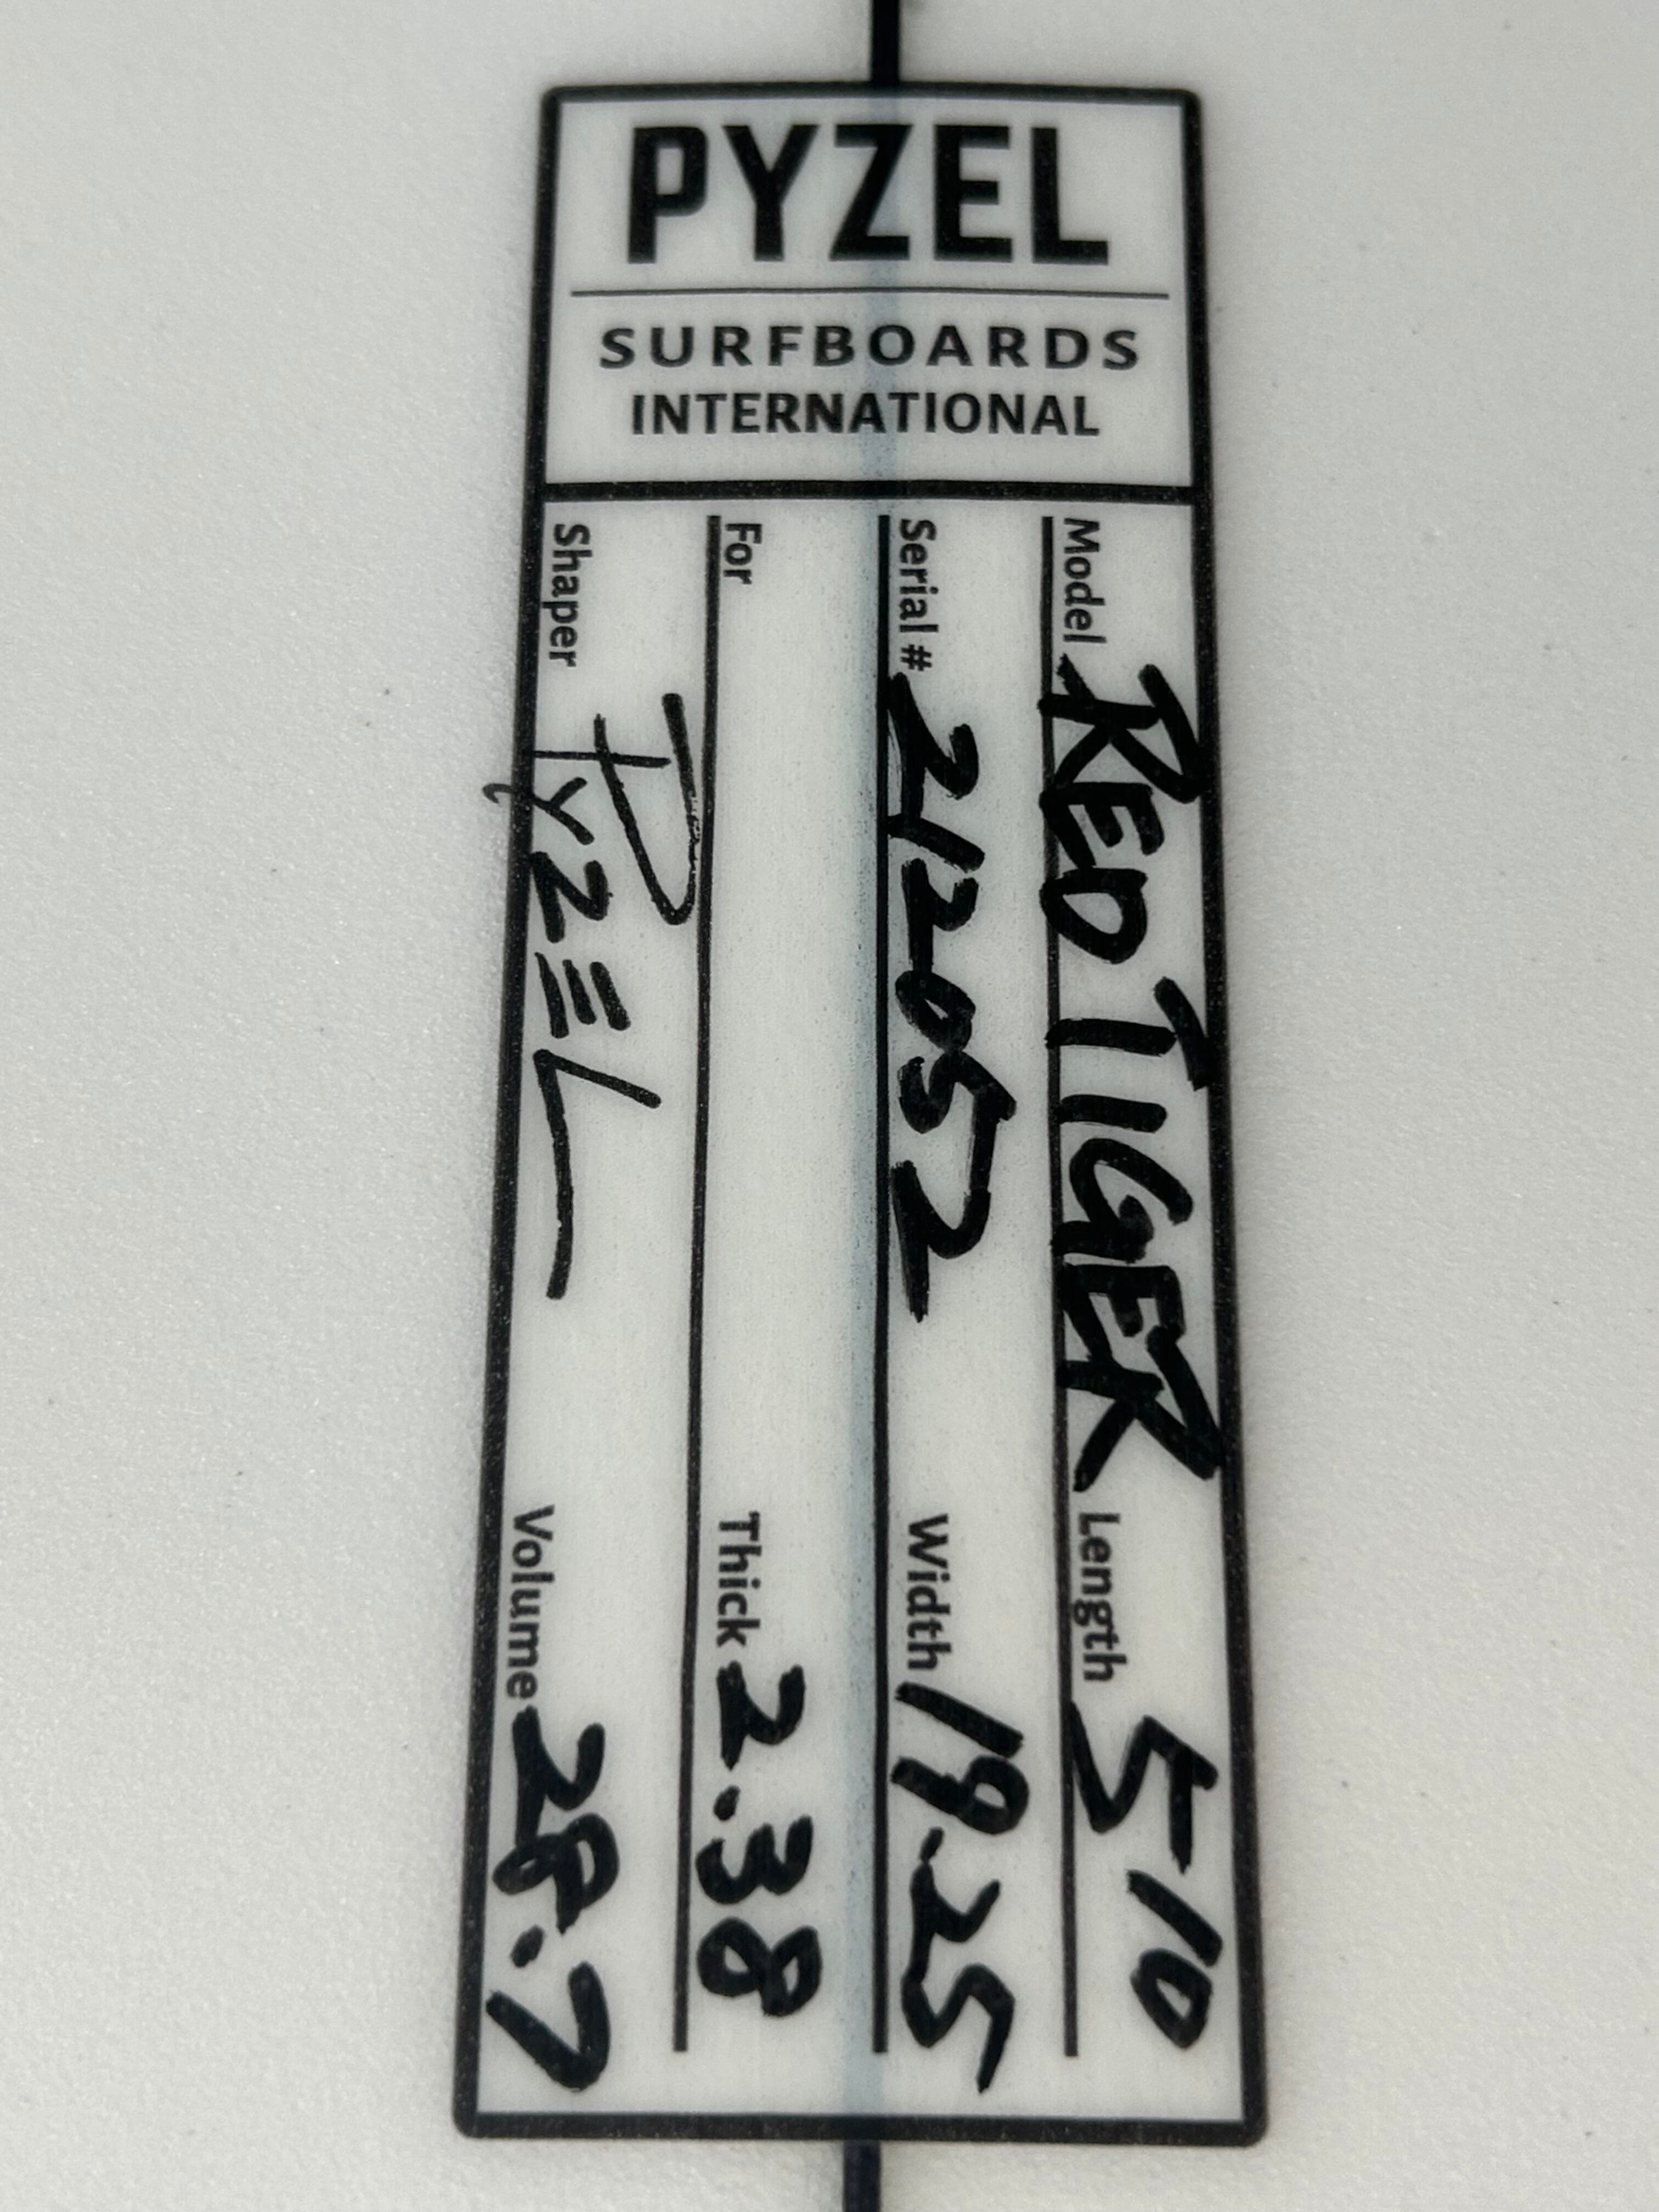 PYZEL
SURFBOARDS
INTERNATIONAL
Model RED TIGER Length 5-10
Serial # 212052 Width 19.25
For Thick 2.38
Shaper PYZEL Volume 28.7